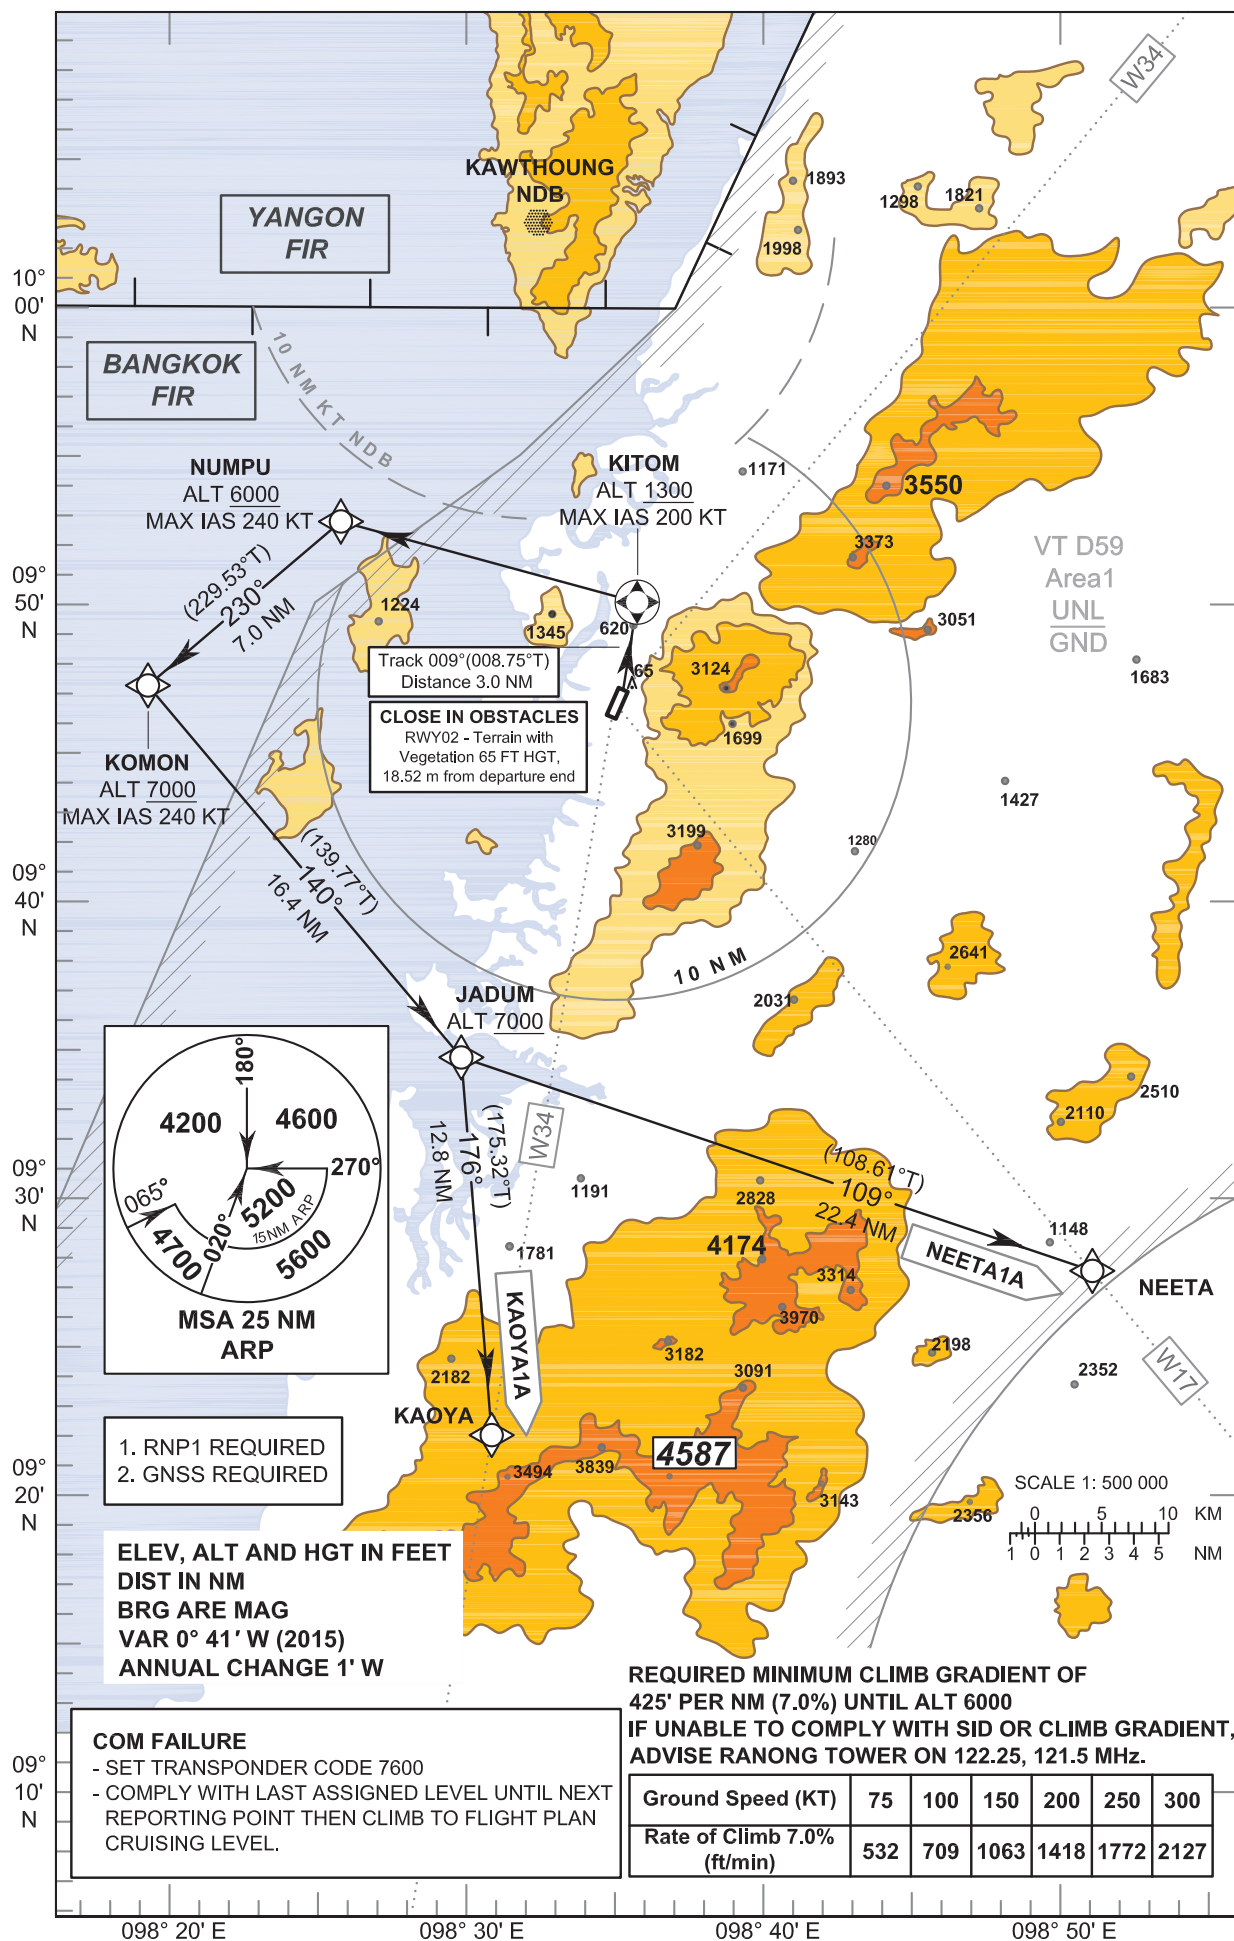 W34
KAWTHOUNG
NDB
1893
1298
1821
1998
YANGON
FIR
10°
00'
N
BANGKOK
FIR
10 NM KT NDB
NUMPU
ALT 6000
MAX IAS 240 KT
KITOM
ALT 1300
MAX IAS 200 KT
1171
3550
3373
VT D59
Area1
UNL
GND
09°
50'
N
(229.53°T)
230°
7.0 NM
1224
1345
620
3051
65
3124
1683
Track 009°(008.75°T)
Distance 3.0 NM
CLOSE IN OBSTACLES
RWY02 - Terrain with
Vegetation 65 FT HGT,
18.52 m from departure end
1699
KOMON
ALT 7000
MAX IAS 240 KT
1427
3199
1280
09°
40'
N
(139.77°T)
140°
16.4 NM
10 NM
2641
2031
JADUM
ALT 7000
2510
2110
180°
4200
4600
270°
065°
5200
15NM ARP
020°
4700
5600
MSA 25 NM
ARP
(175.32°T)
176°
12.8 NM
W34
09°
30'
N
1191
(108.61°T)
109°
22.4 NM
2828
1781
4174
1148
3314
NEETA1A
NEETA
KAOYA1A
3970
3182
2198
2182
3091
2352
W17
KAOYA
1. RNP1 REQUIRED
2. GNSS REQUIRED
09°
20'
N
3494
3839
4587
3143
2356
SCALE 1: 500 000
0 5 10 KM
1 0 1 2 3 4 5 NM
ELEV, ALT AND HGT IN FEET
DIST IN NM
BRG ARE MAG
VAR 0° 41' W (2015)
ANNUAL CHANGE 1' W
REQUIRED MINIMUM CLIMB GRADIENT OF
425' PER NM (7.0%) UNTIL ALT 6000
IF UNABLE TO COMPLY WITH SID OR CLIMB GRADIENT,
ADVISE RANONG TOWER ON 122.25, 121.5 MHz.
09°
10'
N
COM FAILURE
- SET TRANSPONDER CODE 7600
- COMPLY WITH LAST ASSIGNED LEVEL UNTIL NEXT
REPORTING POINT THEN CLIMB TO FLIGHT PLAN
CRUISING LEVEL.
Ground Speed (KT) 75 100 150 200 250 300
Rate of Climb 7.0%
(ft/min) 532 709 1063 1418 1772 2127
098° 20' E 098° 30' E 098° 40' E 098° 50' E